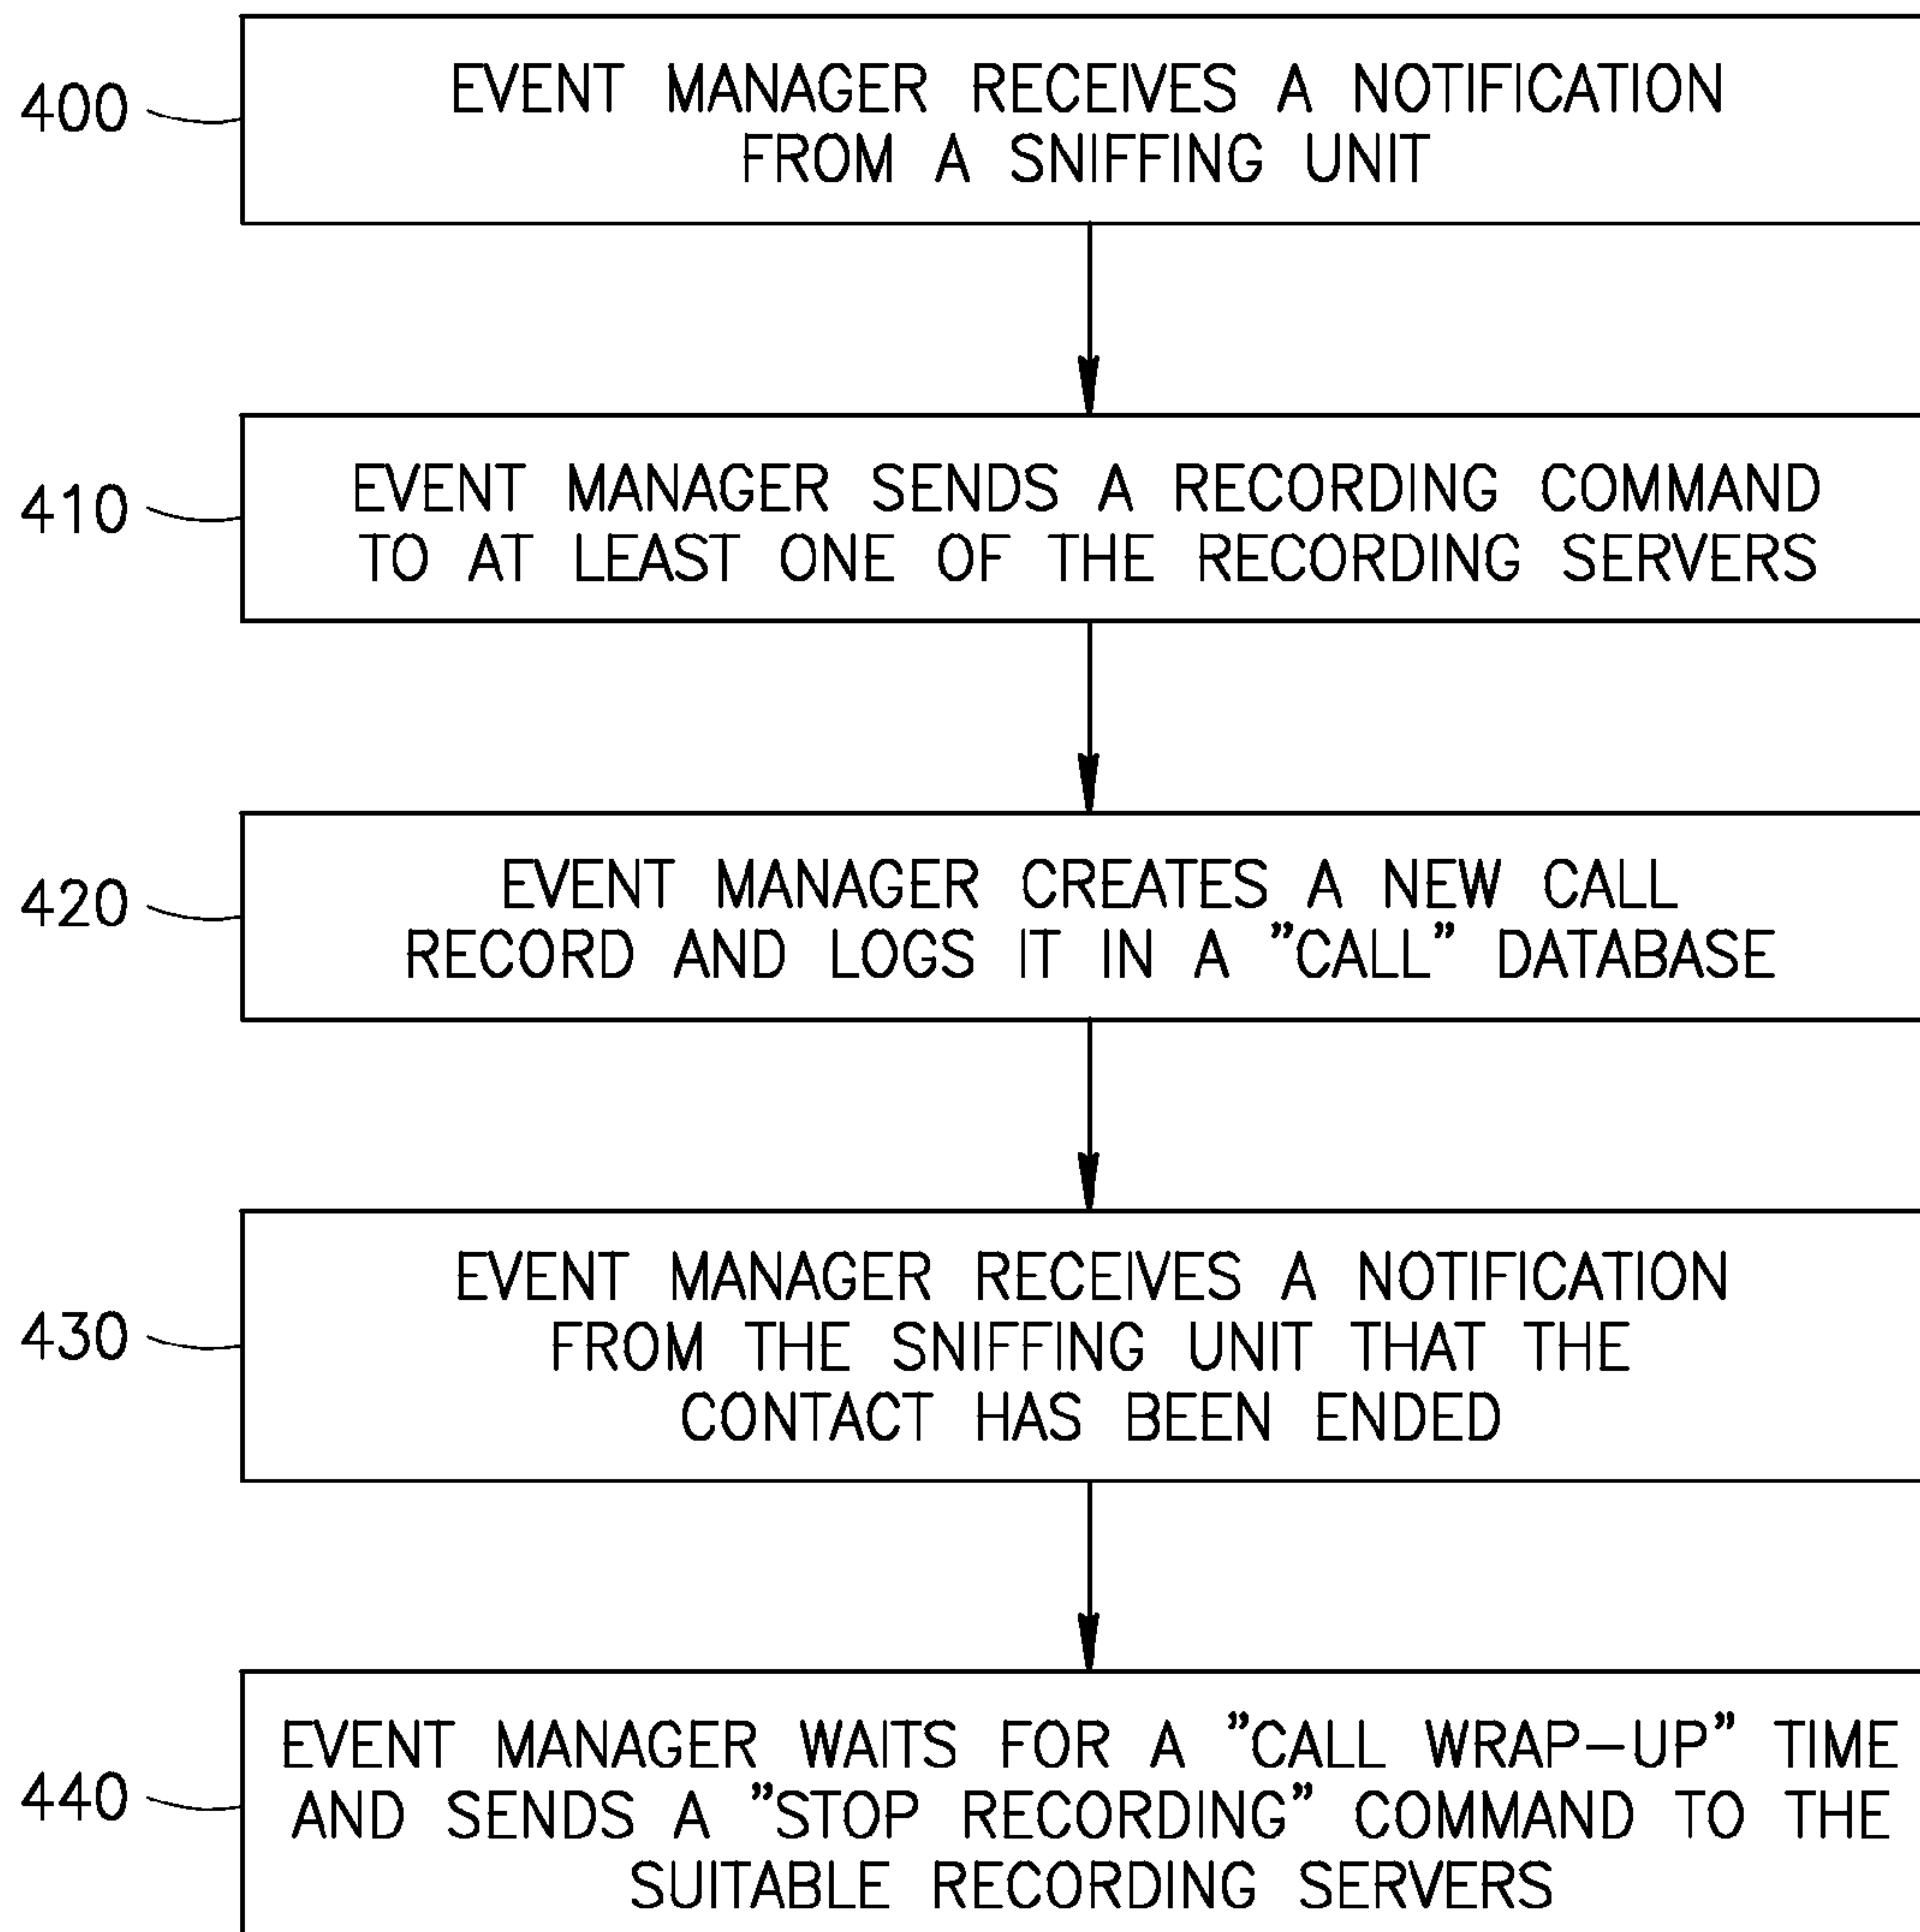 400
EVENT MANAGER RECEIVES A NOTIFICATION
FROM A SNIFFING UNIT
410
EVENT MANAGER SENDS A RECORDING COMMAND
TO AT LEAST ONE OF THE RECORDING SERVERS
420
EVENT MANAGER CREATES A NEW CALL
RECORD AND LOGS IT IN A ”CALL” DATABASE
430
EVENT MANAGER RECEIVES A NOTIFICATION
FROM THE SNIFFING UNIT THAT THE
CONTACT HAS BEEN ENDED
440
EVENT MANAGER WAITS FOR A ”CALL WRAP–UP” TIME
AND SENDS A ”STOP RECORDING” COMMAND TO THE
SUITABLE RECORDING SERVERS